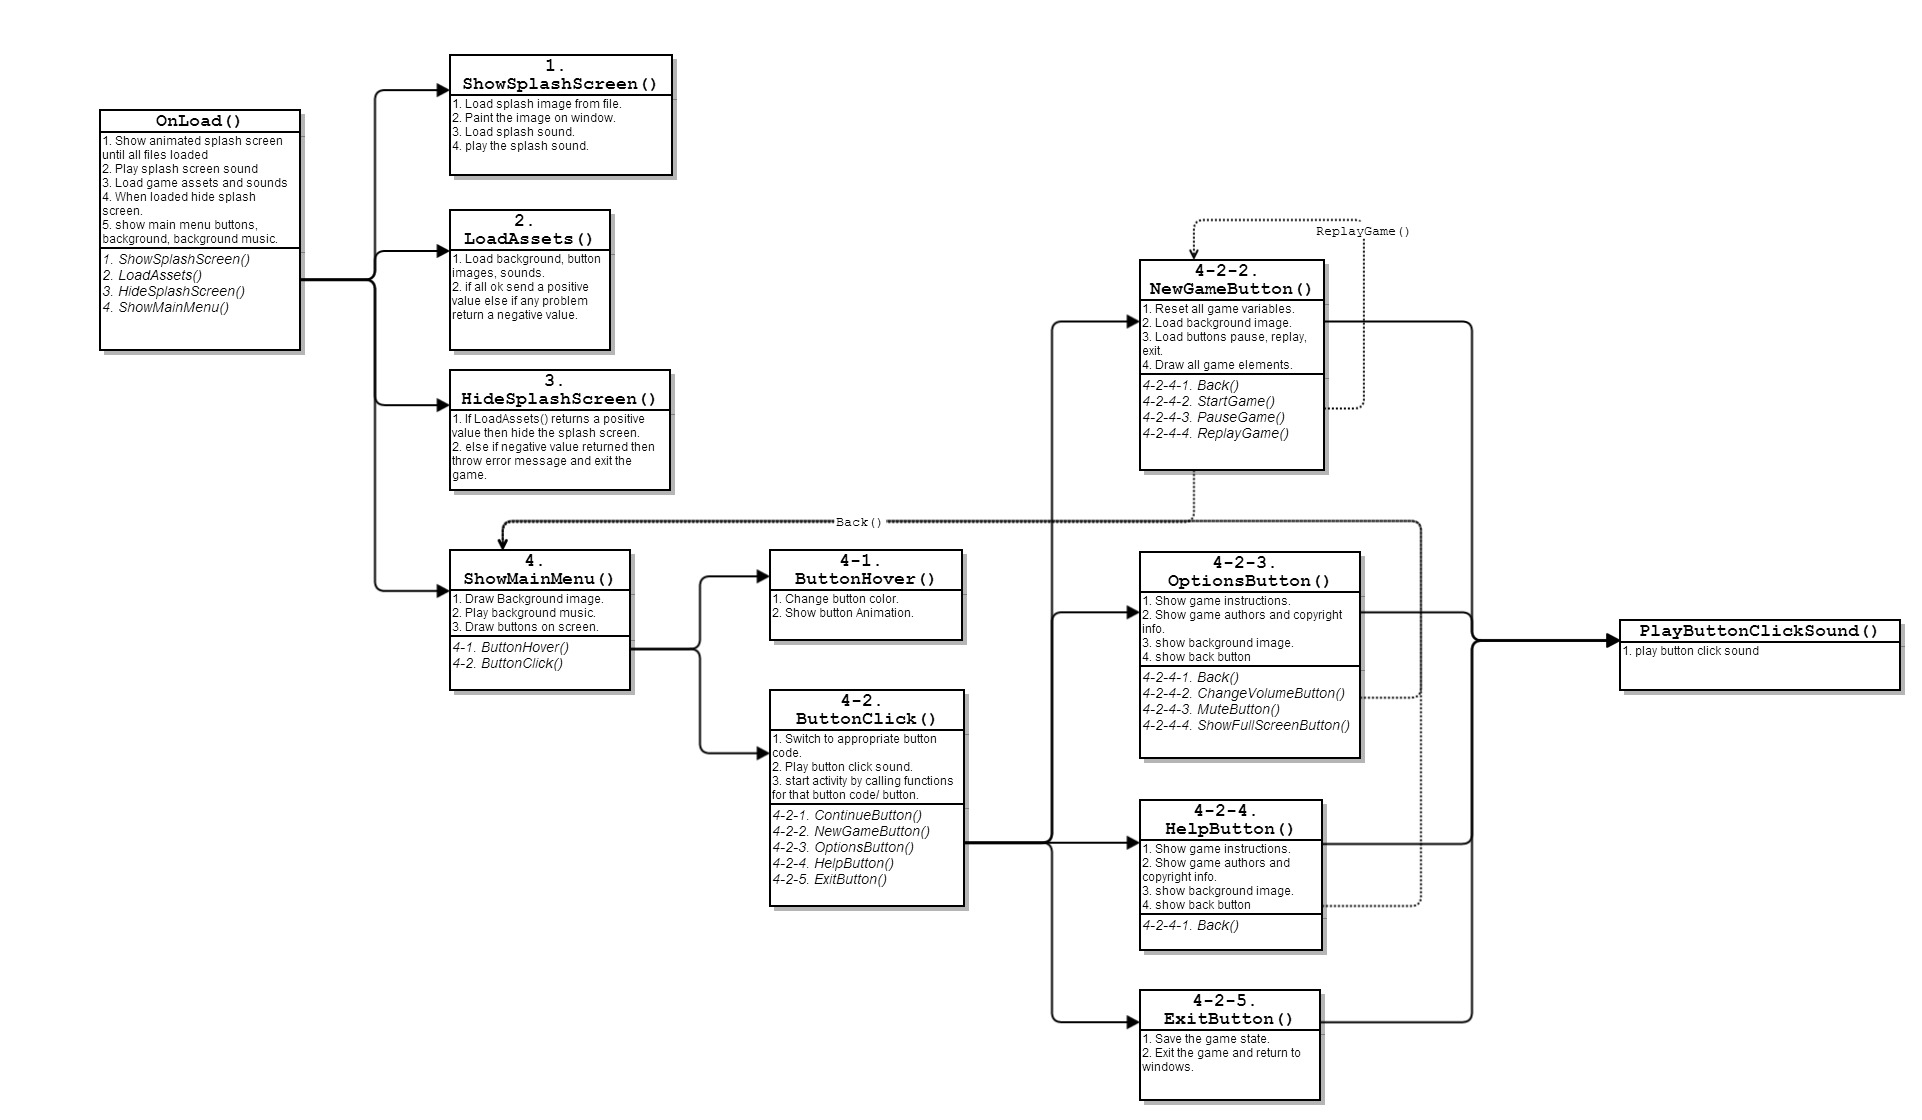 OnLoad()
1. Show animated splash screen
until all files loaded
2. Play splash screen sound
3. Load game assets and sounds
4. When loaded hide splash
screen.
5. show main menu buttons,
background, background music.
1. ShowSplashScreen()
2. LoadAssets()
3. HideSplashScreen()
4. ShowMainMenu()
1.
ShowSplashScreen()
1. Load splash image from file.
2. Paint the image on window.
3. Load splash sound.
4. play the splash sound.
2.
LoadAssets()
1. Load background, button
images, sounds.
2. if all ok send a positive
value else if any problem
return a negative value.
3.
HideSplashScreen()
1. If LoadAssets() returns a positive
value then hide the splash screen.
2. else if negative value returned then
throw error message and exit the
game.
Back()
4.
ShowMainMenu()
1. Draw Background image.
2. Play background music.
3. Draw buttons on screen.
4-1. ButtonHover()
4-2. ButtonClick()
4-1.
ButtonHover()
1. Change button color.
2. Show button Animation.
4-2.
ButtonClick()
1. Switch to appropriate button
code.
2. Play button click sound.
3. start activity by calling functions
for that button code/ button.
4-2-1. ContinueButton()
4-2-2. NewGameButton()
4-2-3. OptionsButton()
4-2-4. HelpButton()
4-2-5. ExitButton()
ReplayGame()
4-2-2.
NewGameButton()
1. Reset all game variables.
2. Load background image.
3. Load buttons pause, replay,
exit.
4. Draw all game elements.
4-2-4-1. Back()
4-2-4-2. StartGame()
4-2-4-3. PauseGame()
4-2-4-4. ReplayGame()
4-2-3.
OptionsButton()
1. Show game instructions.
2. Show game authors and copyright
info.
3. show background image.
4. show back button
4-2-4-1. Back()
4-2-4-2. ChangeVolumeButton()
4-2-4-3. MuteButton()
4-2-4-4. ShowFullScreenButton()
4-2-4.
HelpButton()
1. Show game instructions.
2. Show game authors and
copyright info.
3. show background image.
4. show back button
4-2-4-1. Back()
4-2-5.
ExitButton()
1. Save the game state.
2. Exit the game and return to
windows.
PlayButtonClickSound()
1. play button click sound